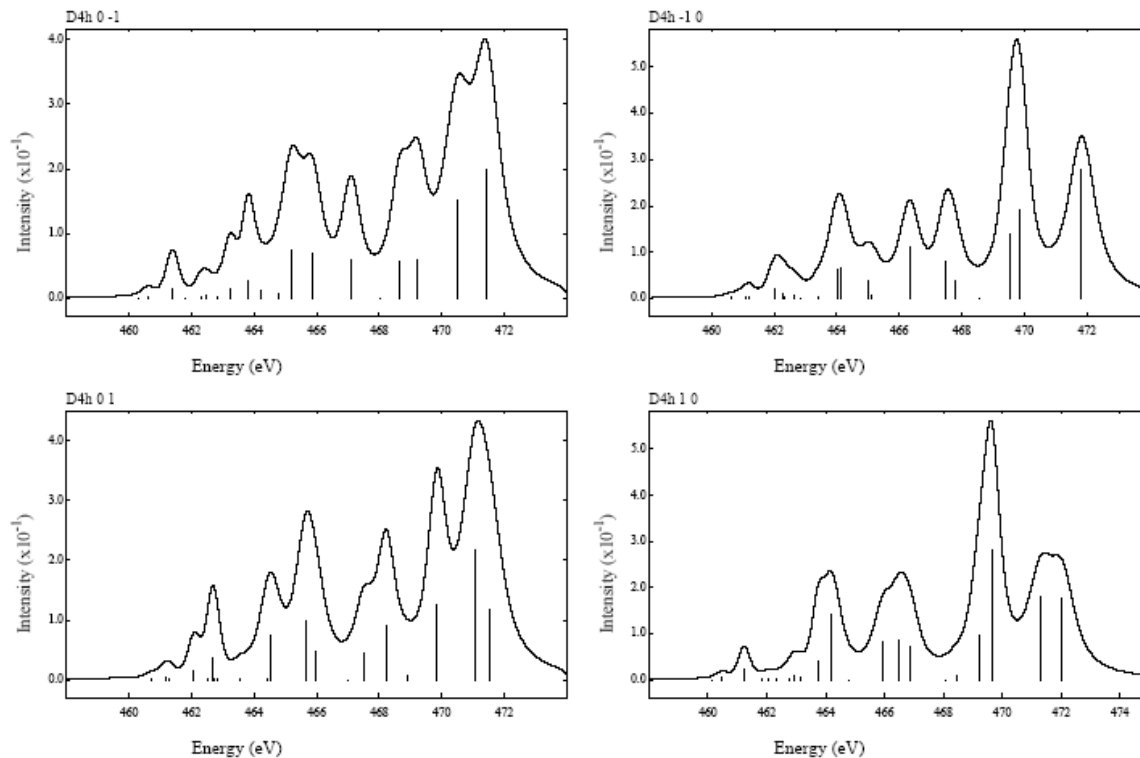 D4h 0 -1
4.0
3.0
2.0
1.0
0.0
Intensity (x10⁻¹)
460 462 464 466 468 470 472
Energy (eV)
D4h -1 0
5.0
4.0
3.0
2.0
1.0
0.0
Intensity (x10⁻¹)
460 462 464 466 468 470 472
Energy (eV)
D4h 0 1
4.0
3.0
2.0
1.0
0.0
Intensity (x10⁻¹)
460 462 464 466 468 470 472
Energy (eV)
D4h 1 0
5.0
4.0
3.0
2.0
1.0
0.0
Intensity (x10⁻¹)
460 462 464 466 468 470 472 474
Energy (eV)